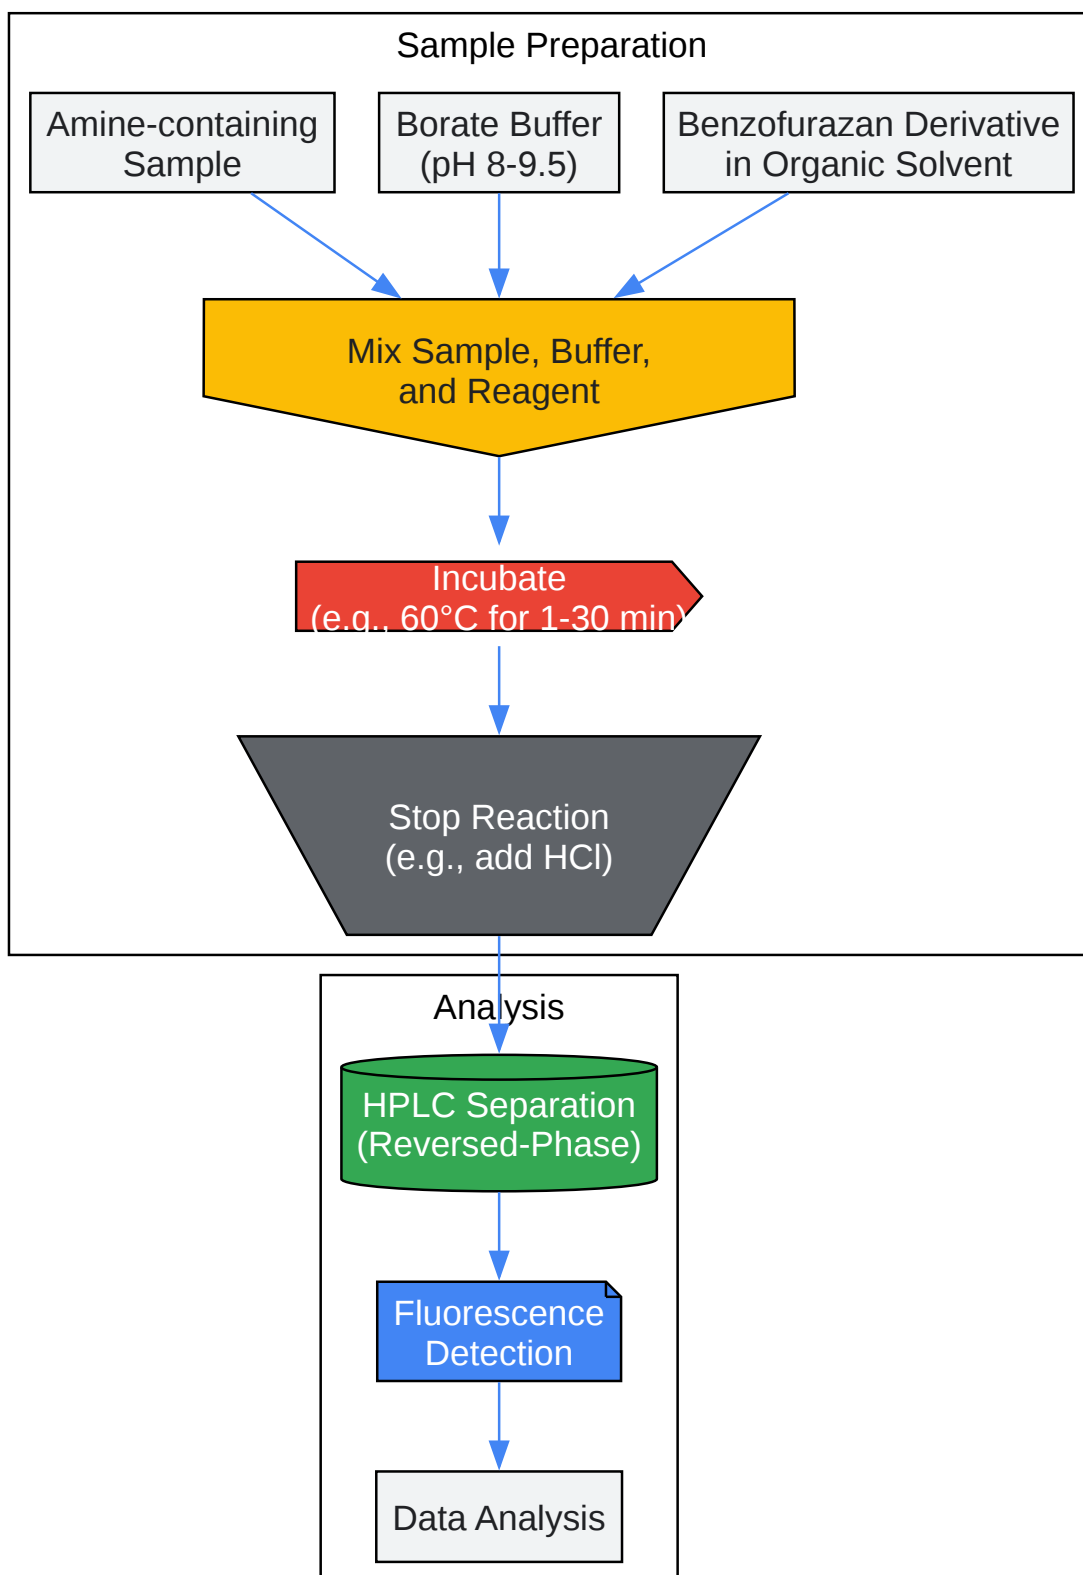 Sample Preparation
Amine-containing
Sample
Borate Buffer
(pH 8-9.5)
Benzofurazan Derivative
in Organic Solvent
Mix Sample, Buffer,
and Reagent
Incubate
(e.g., 60°C for 1-30 min)
Stop Reaction
(e.g., add HCl)
Analysis
HPLC Separation
(Reversed-Phase)
Fluorescence
Detection
Data Analysis